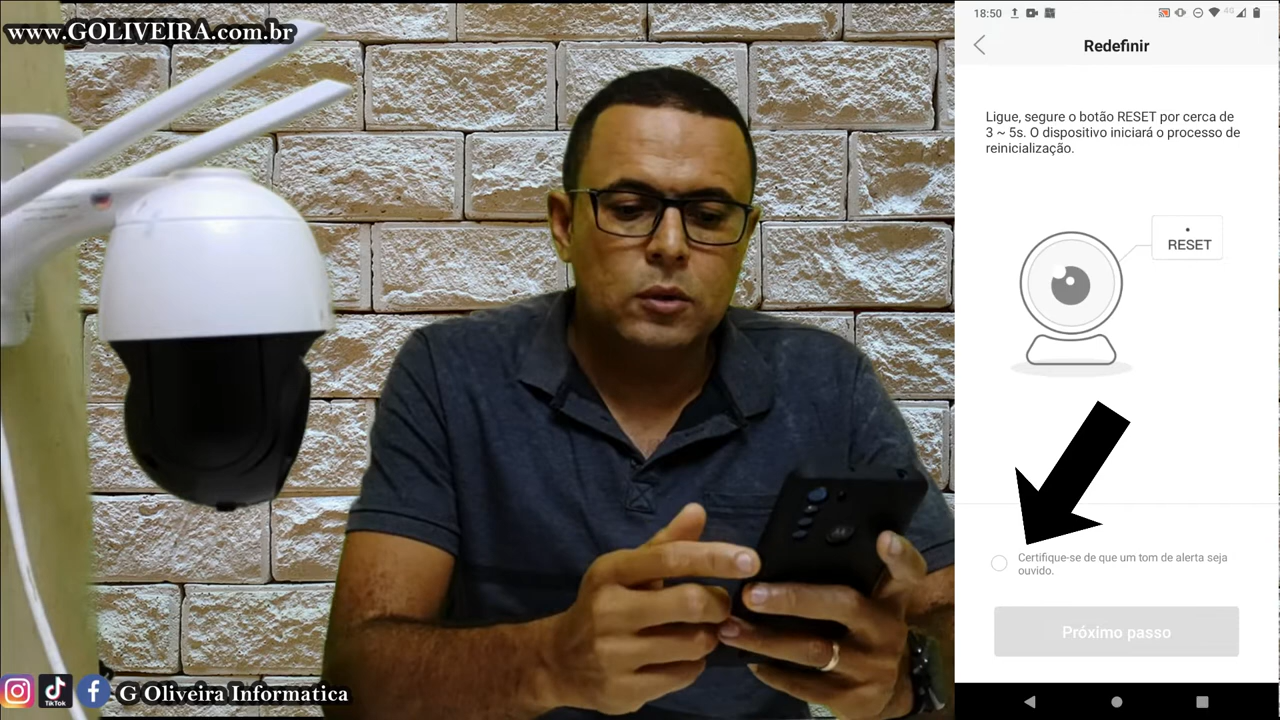 www.GOLIVEIRA.com.br
18:50
4G
Redefinir
Ligue, segure o botão RESET por cerca de
3 ~ 5s. O dispositivo iniciará o processo de
reinicialização.
RESET
Certifique-se de que um tom de alerta seja
ouvido.
Próximo passo
TikTok
G Oliveira Informatica